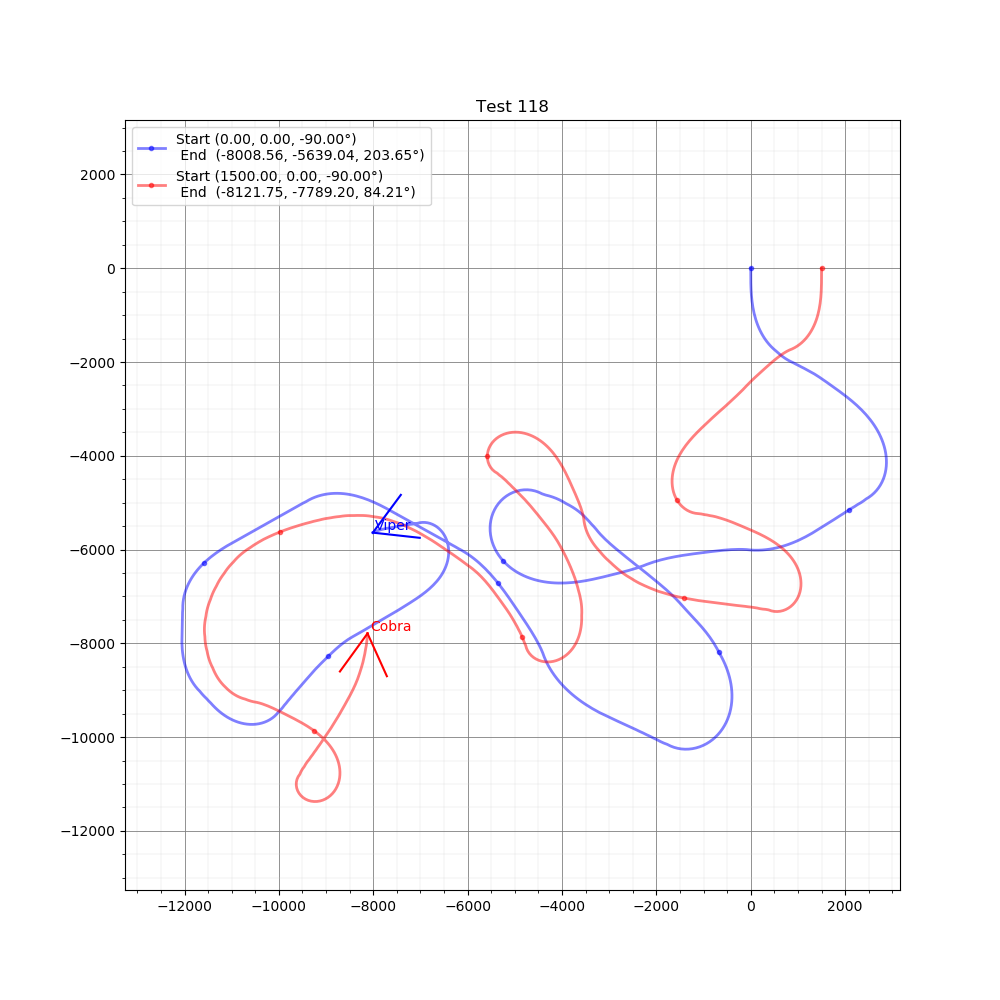 Test 118
Start (0.00, 0.00, -90.00°)
End  (-8008.56, -5639.04, 203.65°)
Start (1500.00, 0.00, -90.00°)
End  (-8121.75, -7789.20, 84.21°)
2000
0
−2000
−4000
−6000
−8000
−10000
−12000
Viper
Cobra
−12000 −10000 −8000 −6000 −4000 −2000 0 2000